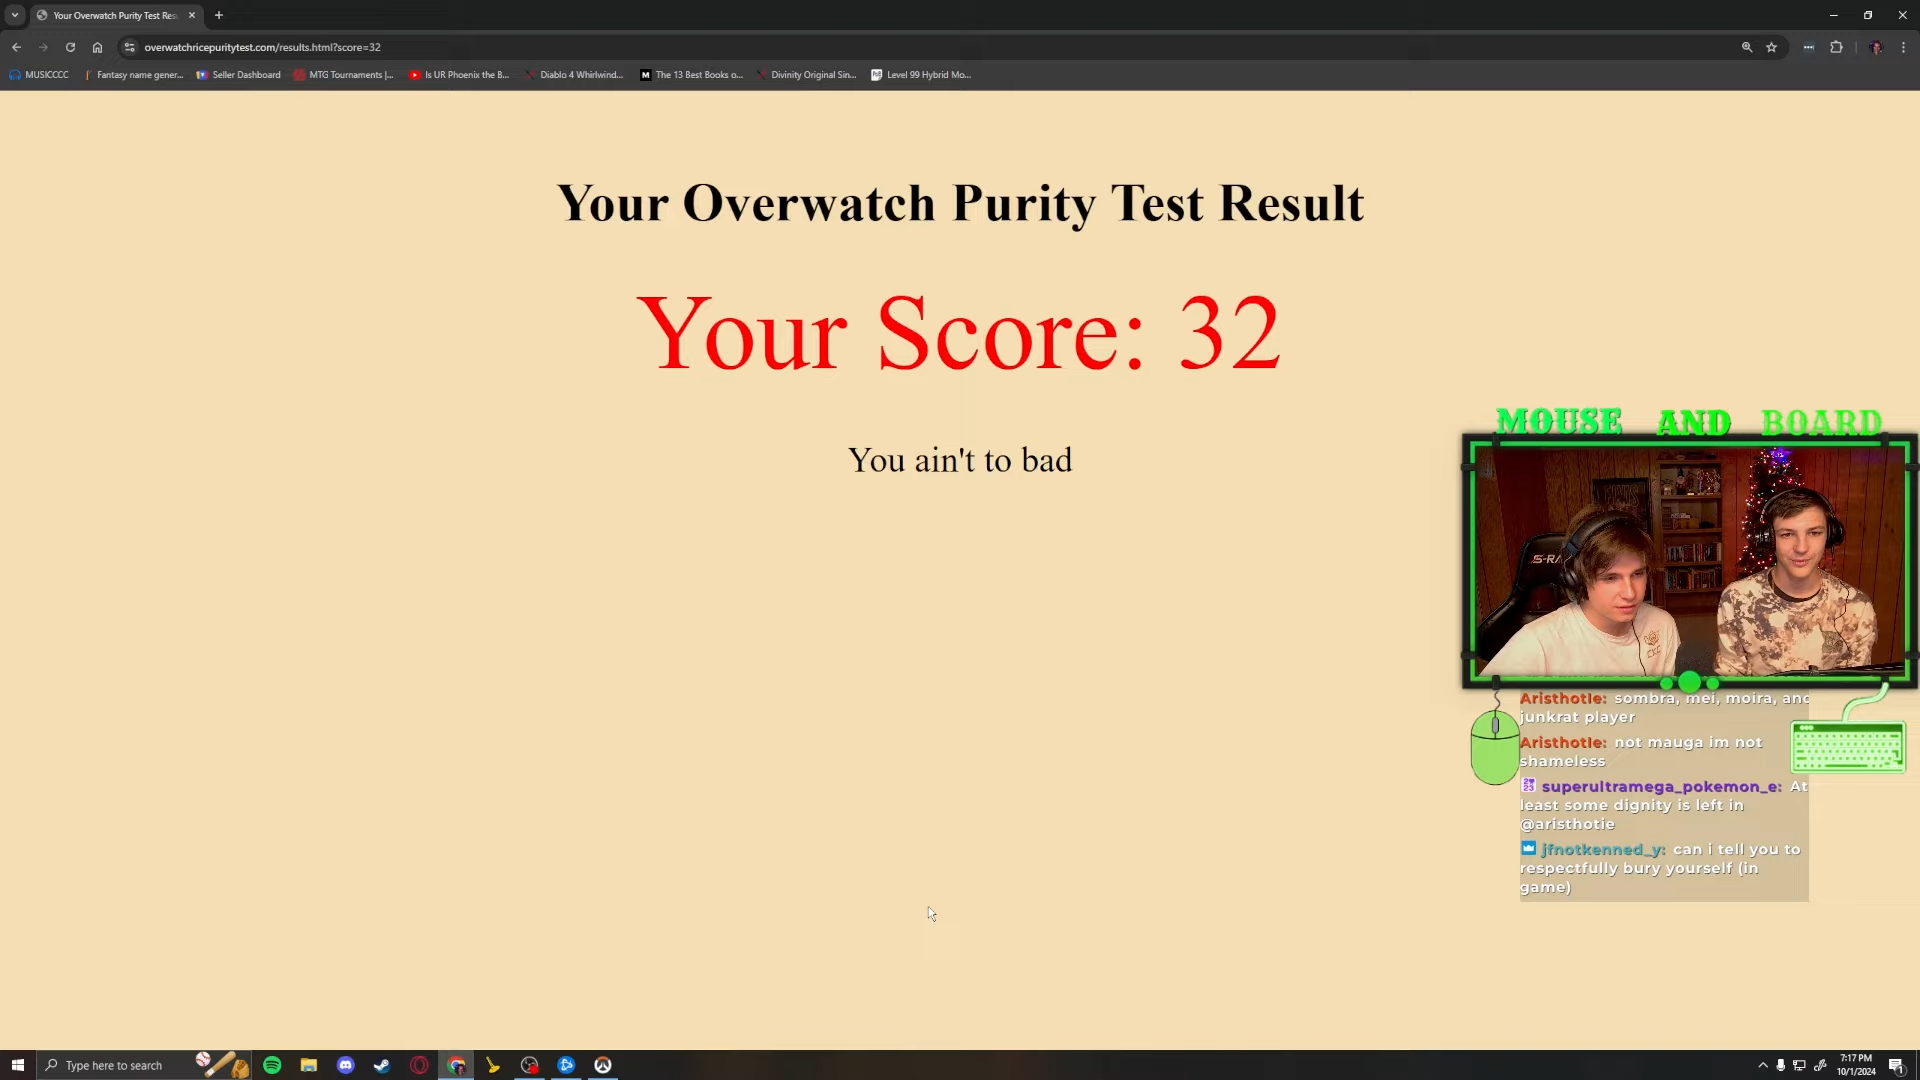 Your Overwatch Purity Test Res
overwatchricepuritytest.com/results.html?score=32
MUSICCCC
Fantasy name gener...
Seller Dashboard
MTG Tournaments |...
Is UR Phoenix the B...
Diablo 4 Whirlwind...
The 13 Best Books o...
Divinity Original Sin...
Level 99 Hybrid Mo...
Your Overwatch Purity Test Result
Your Score: 32
You ain't to bad
MOUSE AND BOARD
S-RA
Aristhotle: sombra, mei, moira, and
junkrat player
Aristhotle: not mauga im not
shameless
superultramega_pokemon_e: At
least some dignity is left in
@aristhotie
jfnotkenned_y: can i tell you to
respectfully bury yourself (in
game)
Type here to search
7:17 PM
10/1/2024